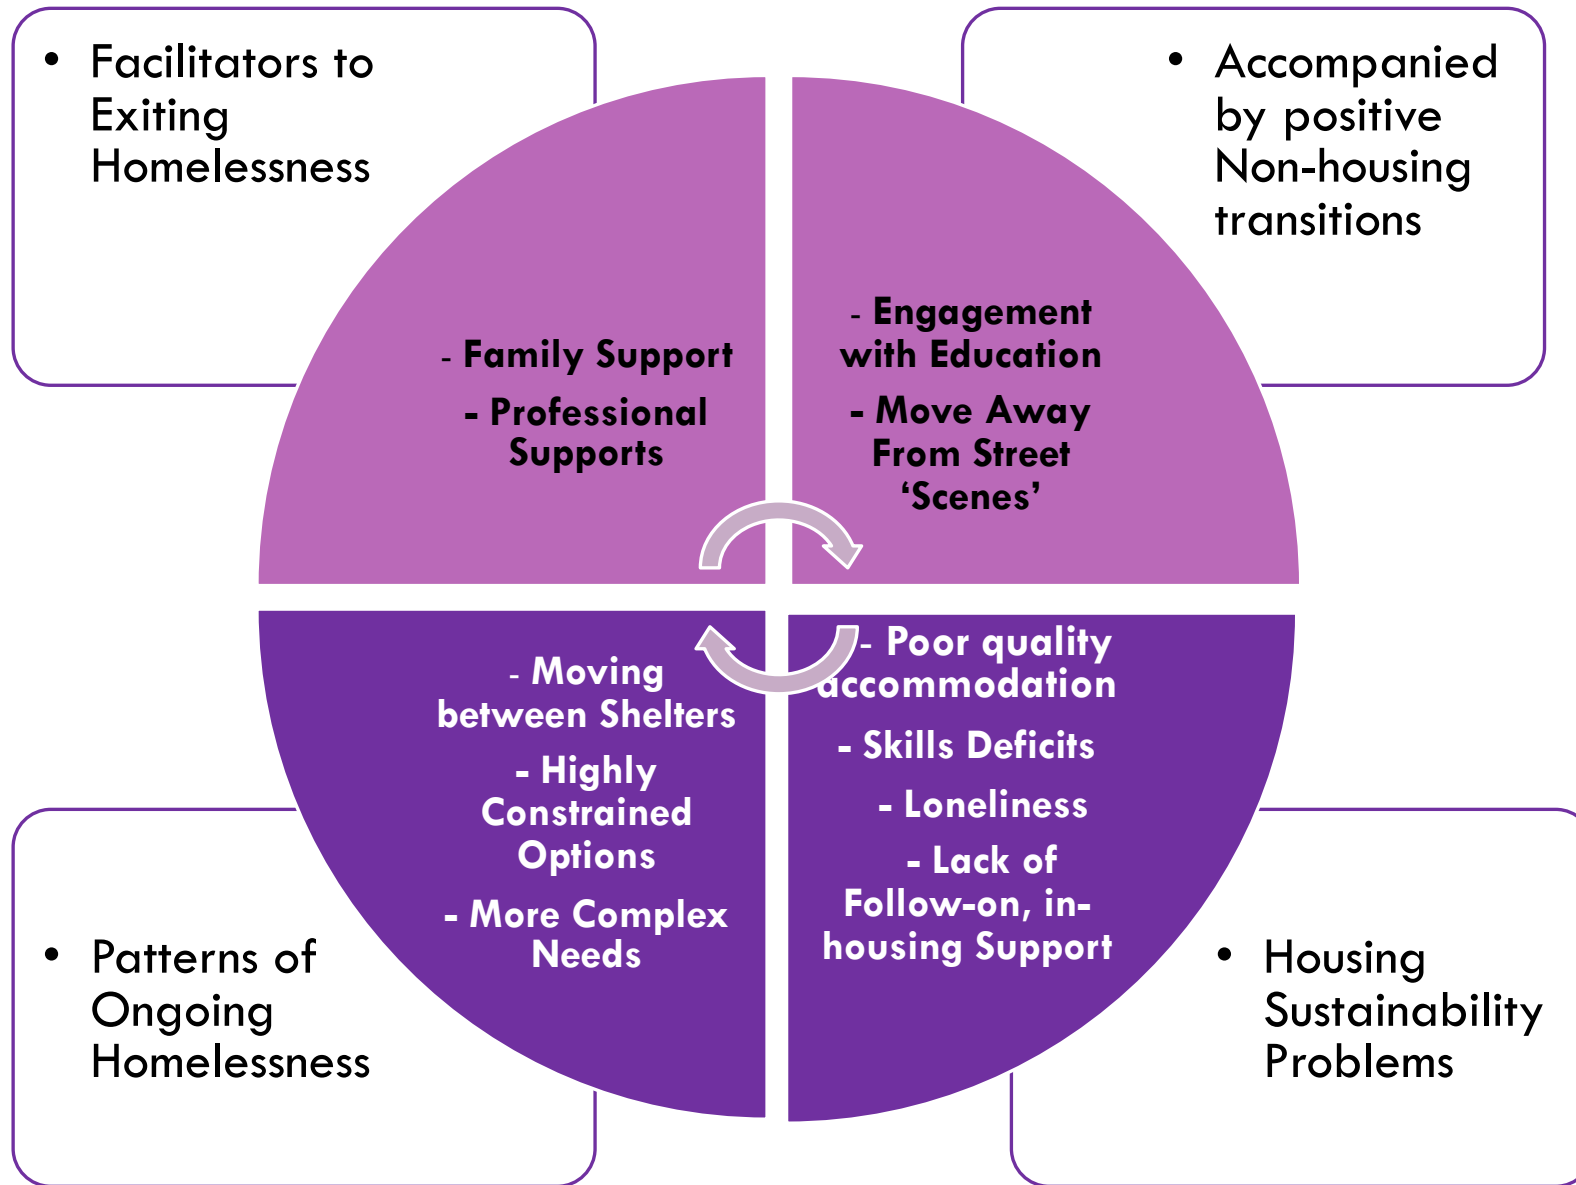 • Facilitators to
Exiting
Homelessness
• Accompanied
by positive
Non-housing
transitions
- Family Support
- Professional
Supports
- Engagement
with Education
- Move Away
From Street
‘Scenes’
- Moving
between Shelters
- Highly
Constrained
Options
- More Complex
Needs
- Poor quality
accommodation
- Skills Deficits
- Loneliness
- Lack of
Follow-on, in-
housing Support
• Patterns of
Ongoing
Homelessness
• Housing
Sustainability
Problems